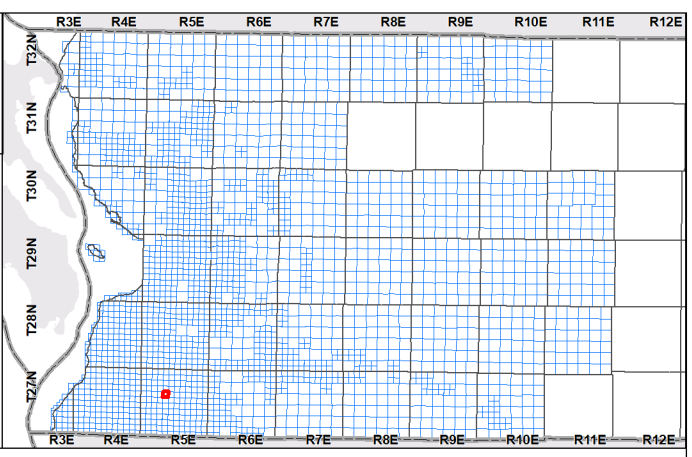 R3E R4E R5E R6E R7E R8E R9E R10E R11E R12E
T32N
T31N
T30N
T29N
T28N
T27N
R3E R4E R5E R6E R7E R8E R9E R10E R11E R12E